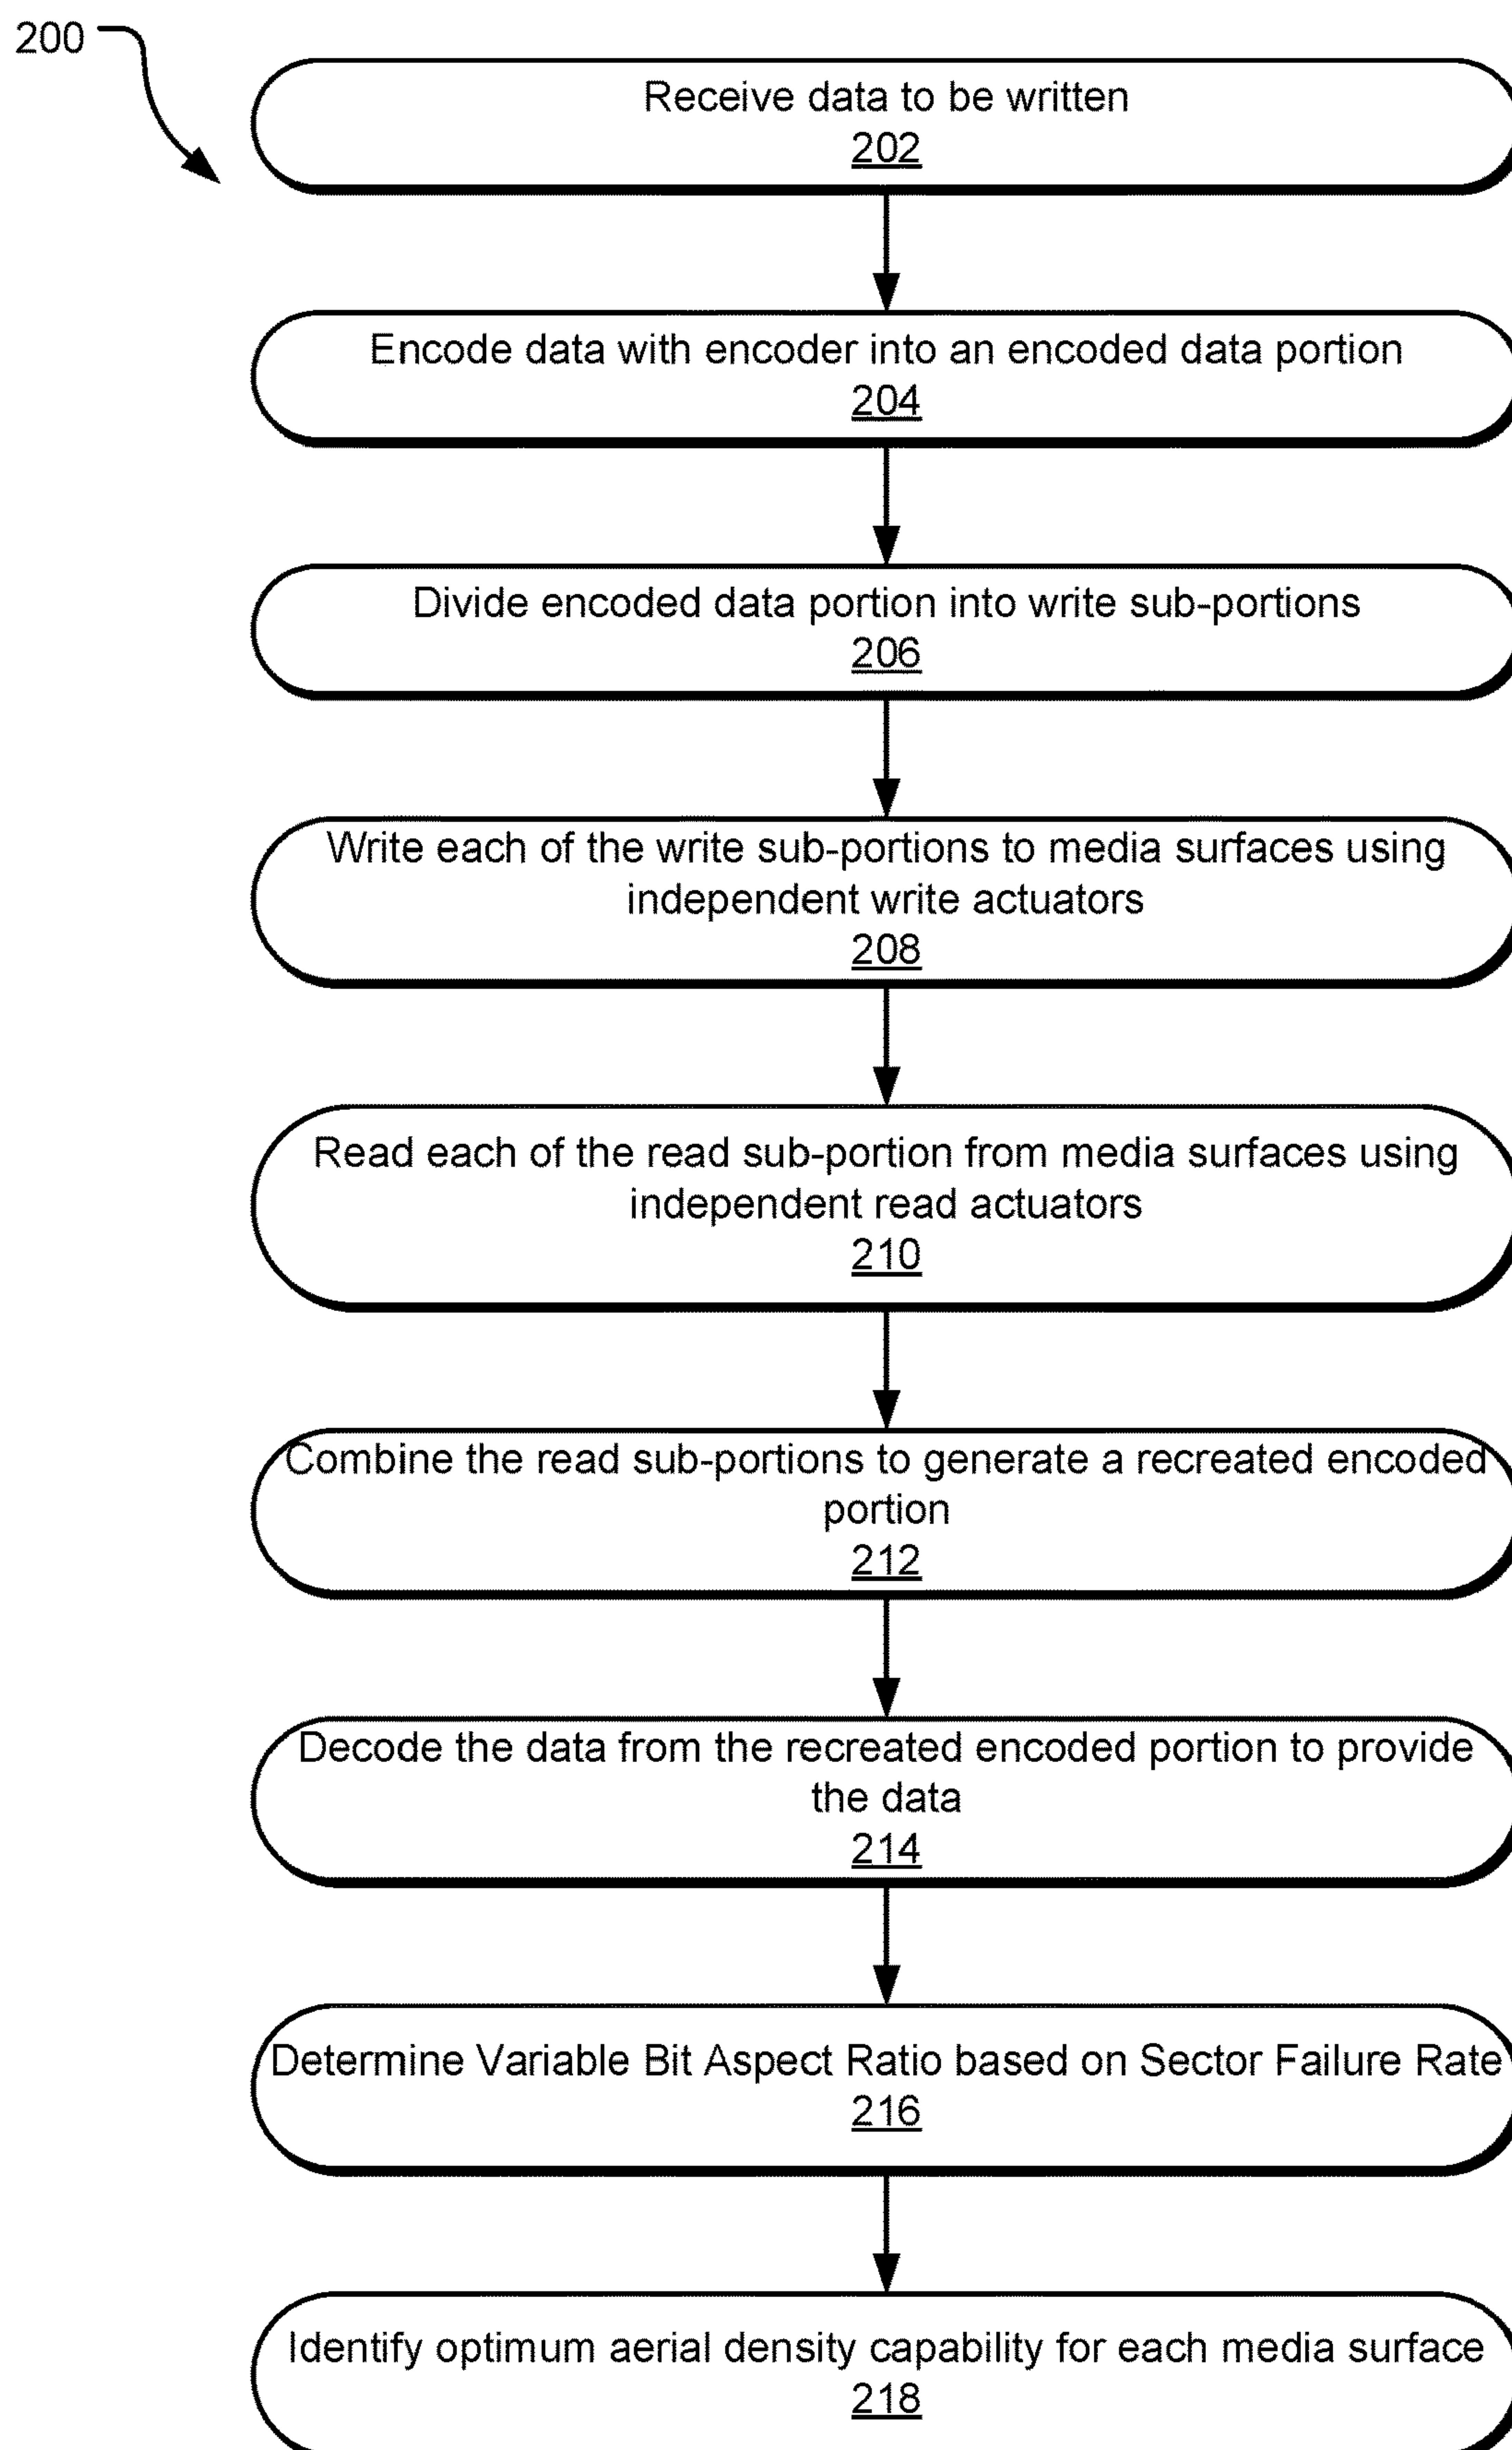 200
Receive data to be written
202
Encode data with encoder into an encoded data portion
204
Divide encoded data portion into write sub-portions
206
Write each of the write sub-portions to media surfaces using
independent write actuators
208
Read each of the read sub-portion from media surfaces using
independent read actuators
210
Combine the read sub-portions to generate a recreated encoded
portion
212
Decode the data from the recreated encoded portion to provide
the data
214
Determine Variable Bit Aspect Ratio based on Sector Failure Rate
216
Identify optimum aerial density capability for each media surface
218